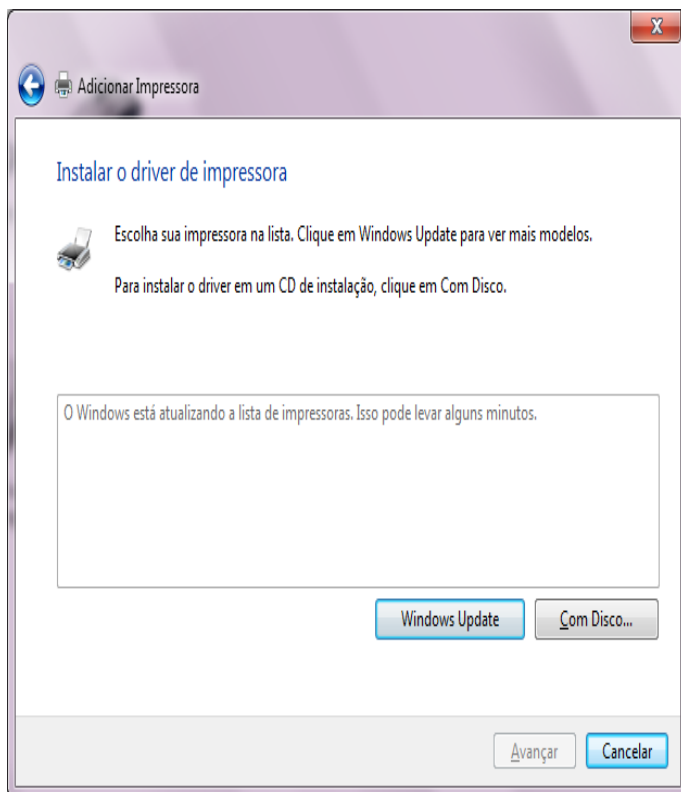 X
Adicionar Impressora
Instalar o driver de impressora
Escolha sua impressora na lista. Clique em Windows Update para ver mais modelos.
Para instalar o driver em um CD de instalação, clique em Com Disco.
O Windows está atualizando a lista de impressoras. Isso pode levar alguns minutos.
Windows Update Com Disco...
Avançar Cancelar